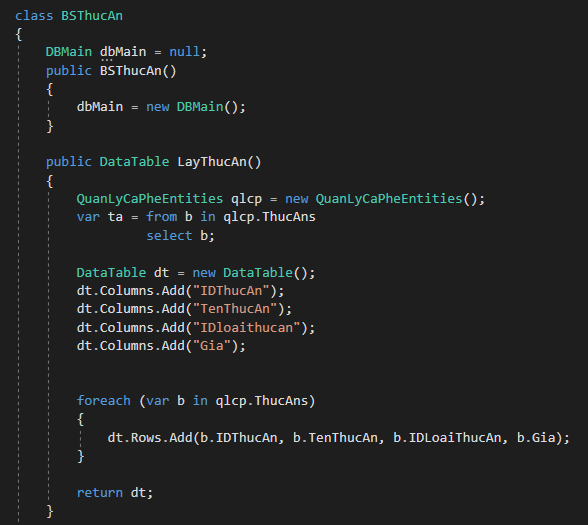 class BSThucAn
{
    DBMain dbMain = null;
    public BSThucAn()
    {
        dbMain = new DBMain();
    }

    public DataTable LayThucAn()
    {
        QuanLyCaPheEntities qlcp = new QuanLyCaPheEntities();
        var ta = from b in qlcp.ThucAns
                 select b;

        DataTable dt = new DataTable();
        dt.Columns.Add("IDThucAn");
        dt.Columns.Add("TenThucAn");
        dt.Columns.Add("IDloaithucan");
        dt.Columns.Add("Gia");


        foreach (var b in qlcp.ThucAns)
        {
            dt.Rows.Add(b.IDThucAn, b.TenThucAn, b.IDLoaiThucAn, b.Gia);
        }

        return dt;
    }